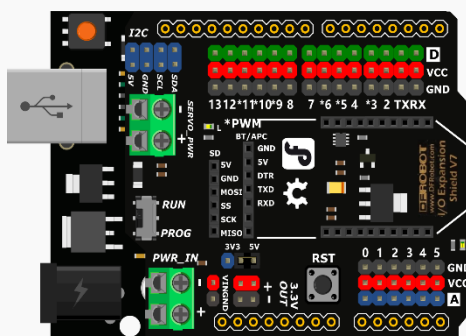 I2C
5V GND SCL SDA
D
VCC
GND
13 12 *11 *10 *9 8 7 *6 *5 4 *3 2 TX RX
SERVO_PWR
-
+
L
*PWM
BT/APC
GND
5V
DTR
TXD
RXD
SD
5V
GND
MOSI
SS
SCK
MISO
RUN
PROG
DFROBOT
www.DFRobot.com
I/O Expansion
Shield V7
PWR_IN
-
+
3V3 5V
VIN GND
-
+
3.3V
OUT
RST
0 1 2 3 4 5
GND
VCC
A